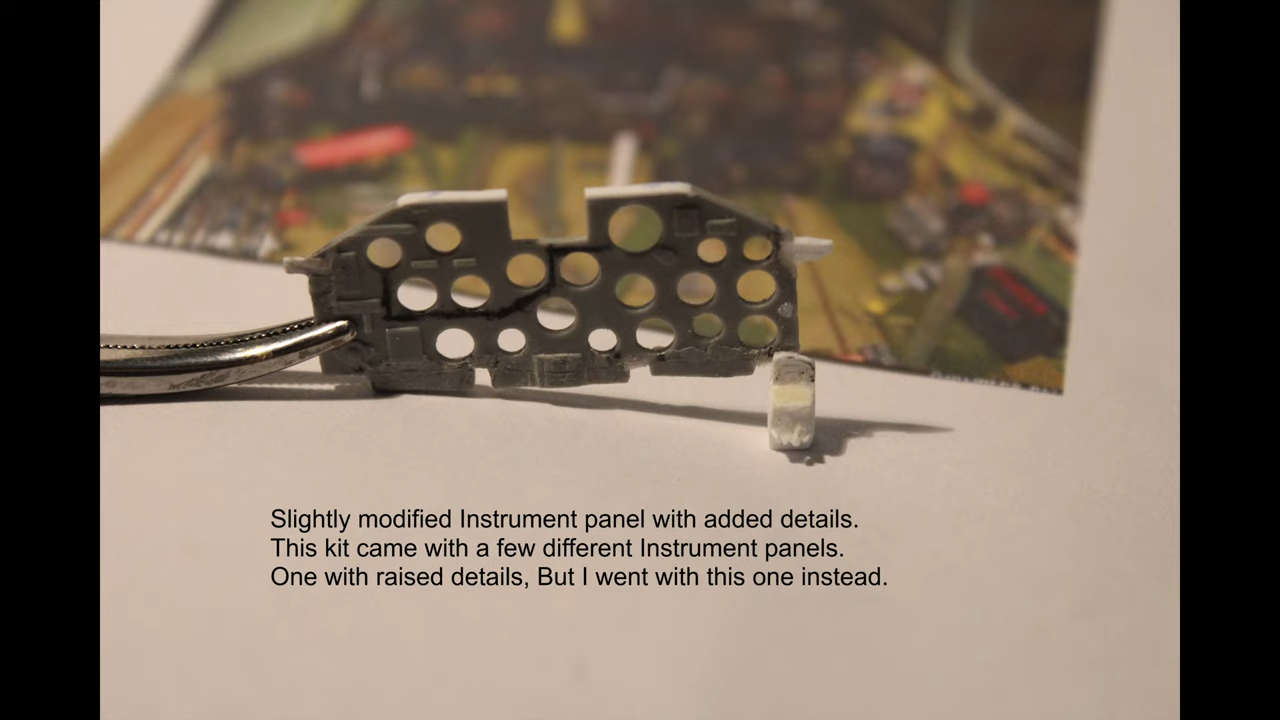 Slightly modified Instrument panel with added details.
This kit came with a few different Instrument panels.
One with raised details, But I went with this one instead.